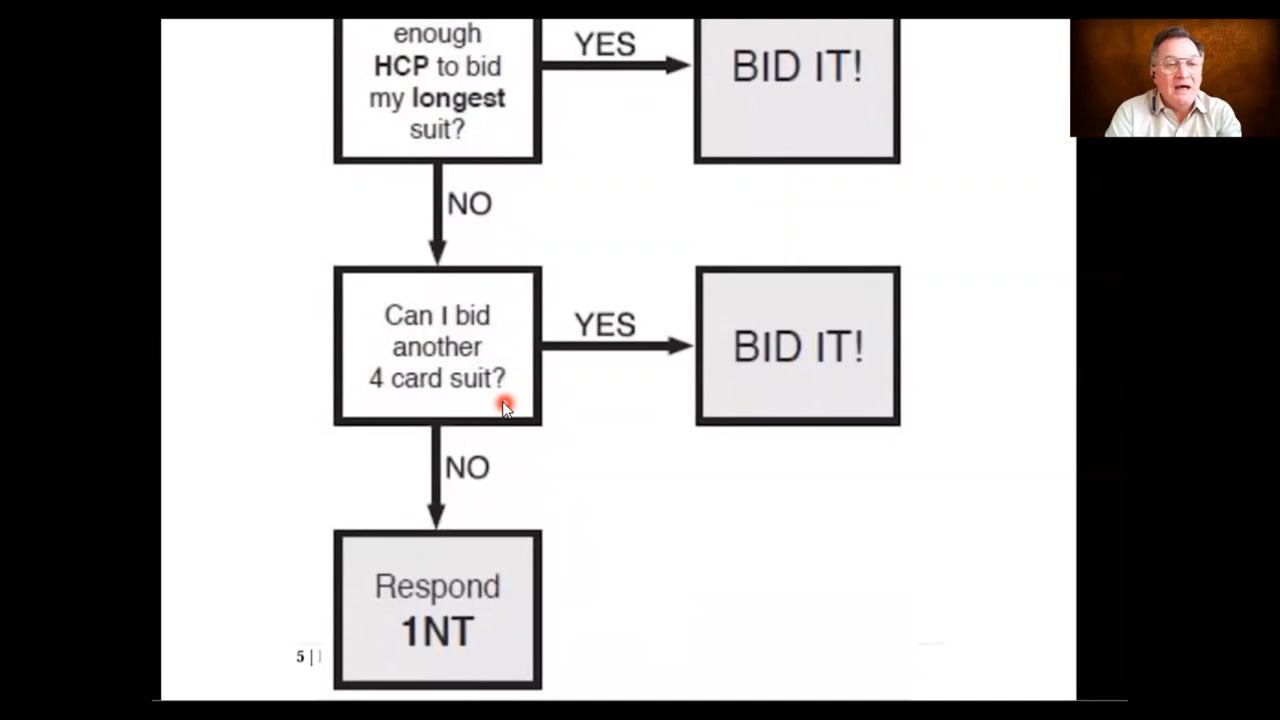 enough
HCP to bid
my longest
suit?
YES
BID IT!
NO
Can I bid
another
4 card suit?
YES
BID IT!
NO
Respond
1NT
5 |